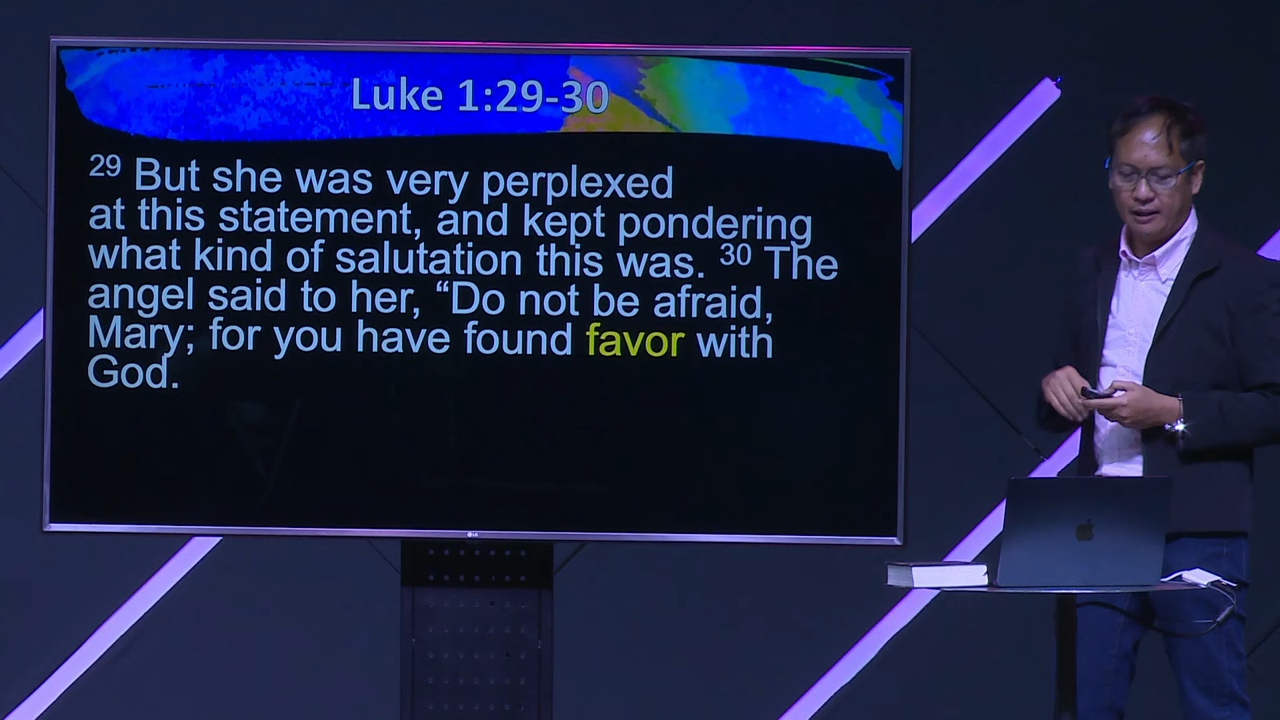 Luke 1:29-30
29 But she was very perplexed
at this statement, and kept pondering
what kind of salutation this was. 30 The
angel said to her, “Do not be afraid,
Mary; for you have found favor with
God.
LG